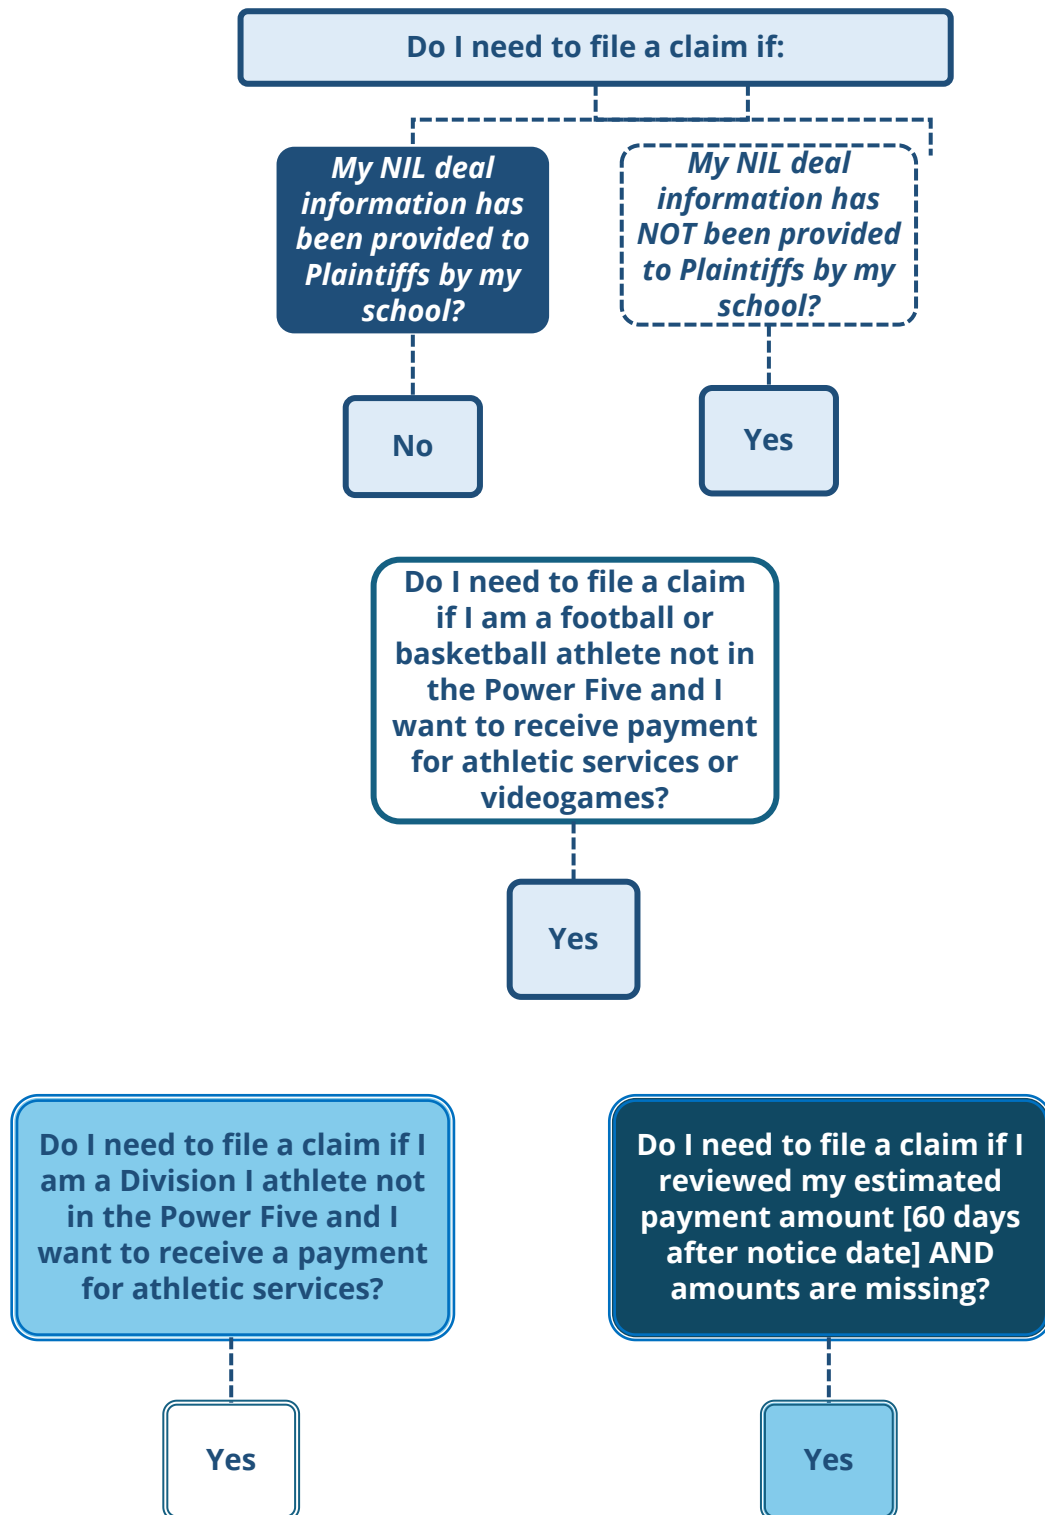 Do I need to file a claim if:
My NIL deal
information has
been provided to
Plaintiffs by my
school?
My NIL deal
information has
NOT been provided
to Plaintiffs by my
school?
No
Yes
Do I need to file a claim
if I am a football or
basketball athlete not in
the Power Five and I
want to receive payment
for athletic services or
videogames?
Yes
Do I need to file a claim if I
am a Division I athlete not
in the Power Five and I
want to receive a payment
for athletic services?
Do I need to file a claim if I
reviewed my estimated
payment amount [60 days
after notice date] AND
amounts are missing?
Yes
Yes